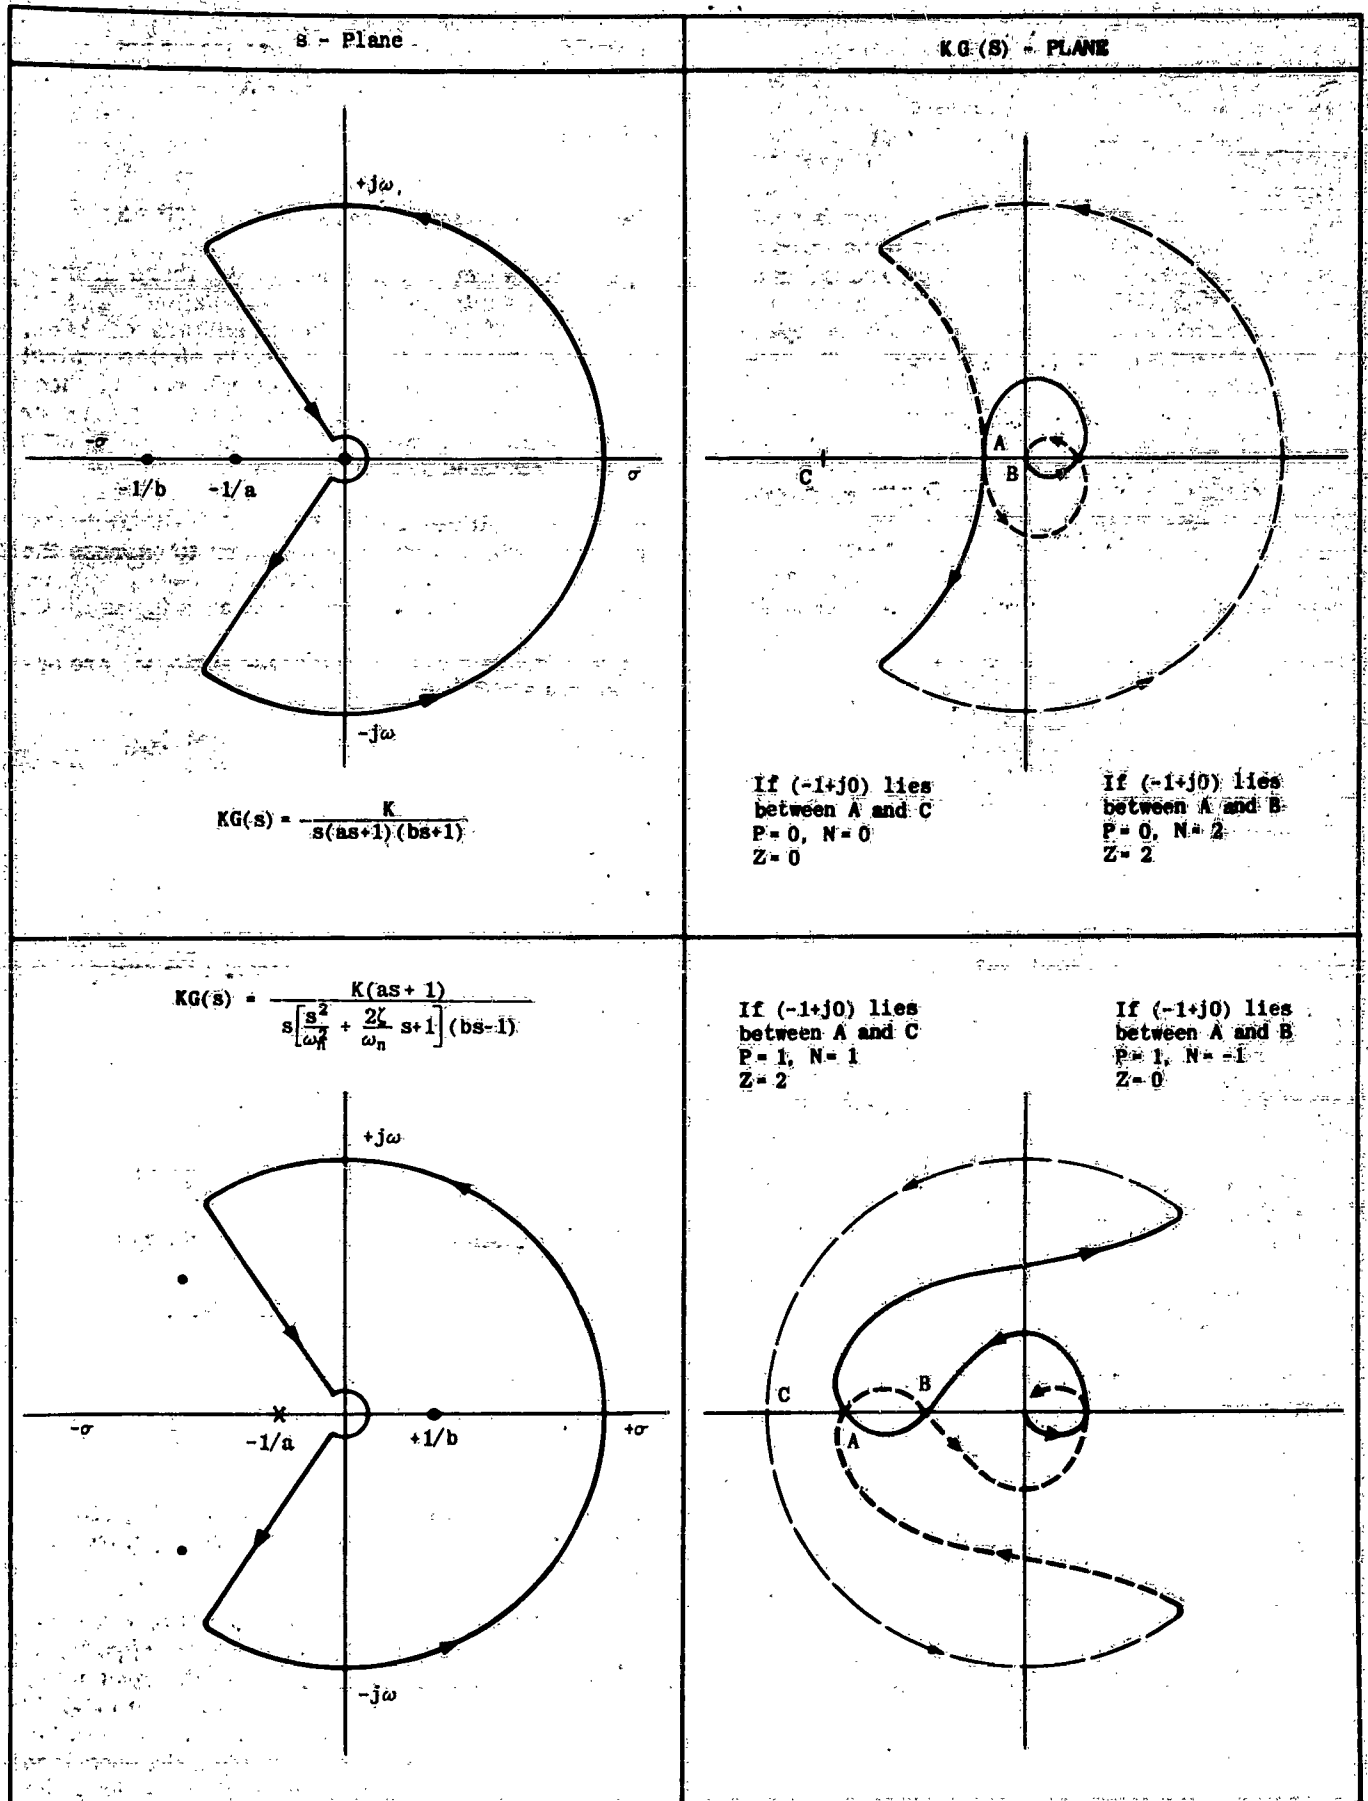 s - Plane
KG(S) - PLANE
+jω
-σ
-1/b
-1/a
σ
-jω
KG(s) = K / s(as+1)(bs+1)
A
B
C
If (-1+j0) lies
between A and C
P= 0, N= 0
Z= 0
If (-1+j0) lies
between A and B
P= 0, N= 2
Z= 2
KG(s) = K(as+1) / s[s²/ωₙ² + 2ζ/ωₙ s+1](bs-1)
+jω
-σ
-1/a
+1/b
+σ
-jω
If (-1+j0) lies
between A and C
P= 1, N= 1
Z= 2
If (-1+j0) lies
between A and B
P= 1, N= -1
Z= 0
C
B
A